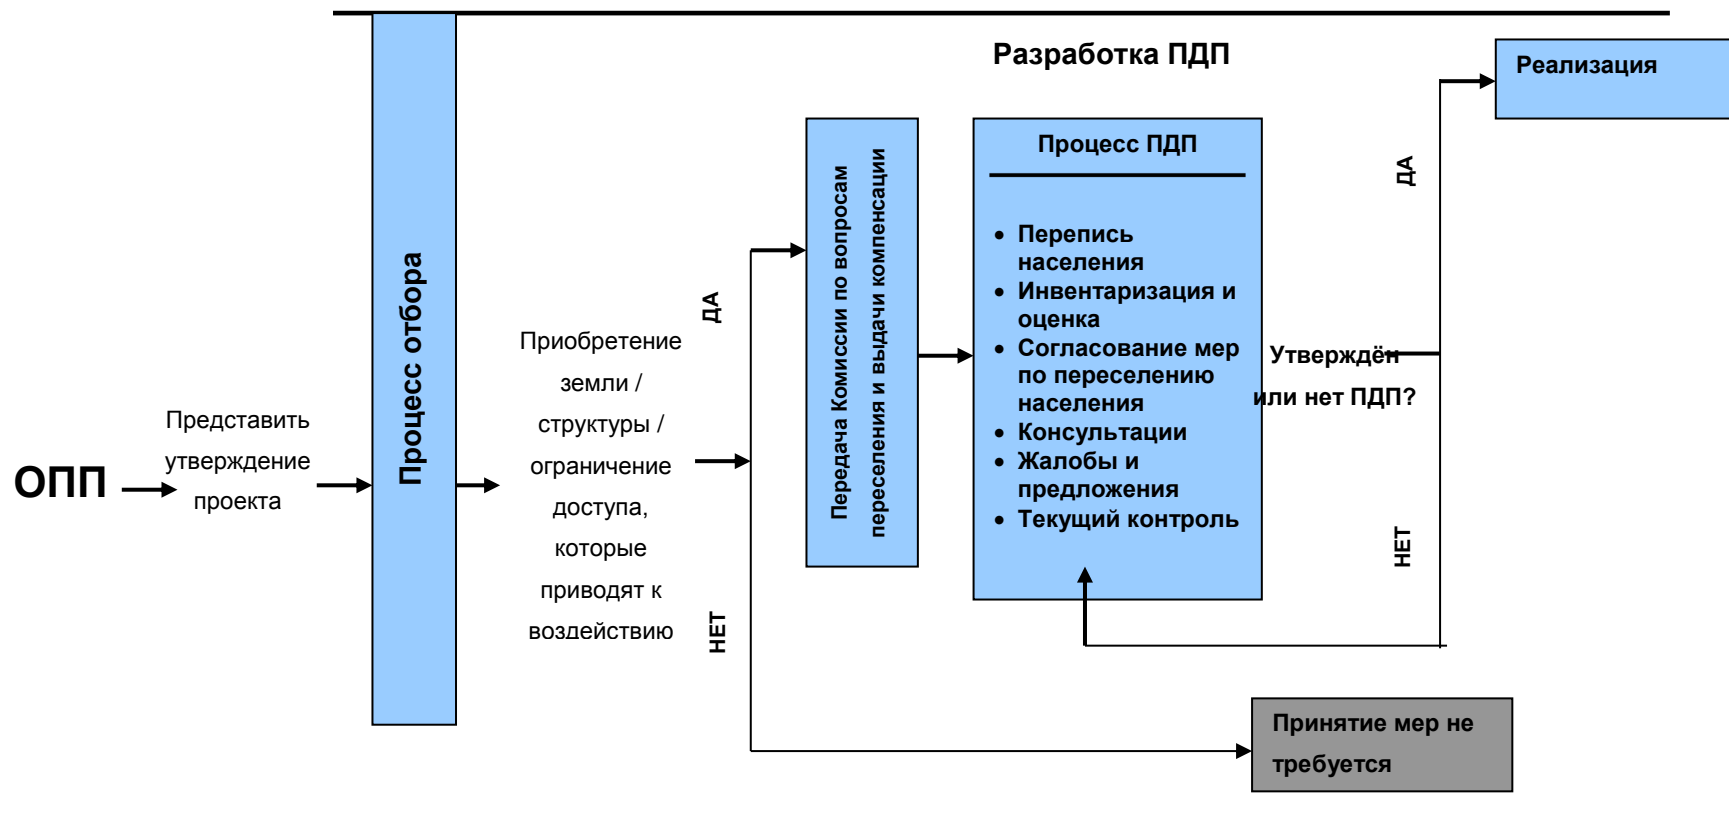 Разработка ПДП
Реализация
ОПП
Представить
утверждение
проекта
Процесс отбора
Приобретение
земли /
структуры /
ограничение
доступа,
которые
приводят к
воздействию
ДА
НЕТ
Передача Комиссии по вопросам
переселения и выдачи компенсации
Процесс ПДП
• Перепись
населения
• Инвентаризация и
оценка
• Согласование мер
по переселению
населения
• Консультации
• Жалобы и
предложения
• Текущий контроль
Утверждён
или нет ПДП?
ДА
НЕТ
Принятие мер не
требуется